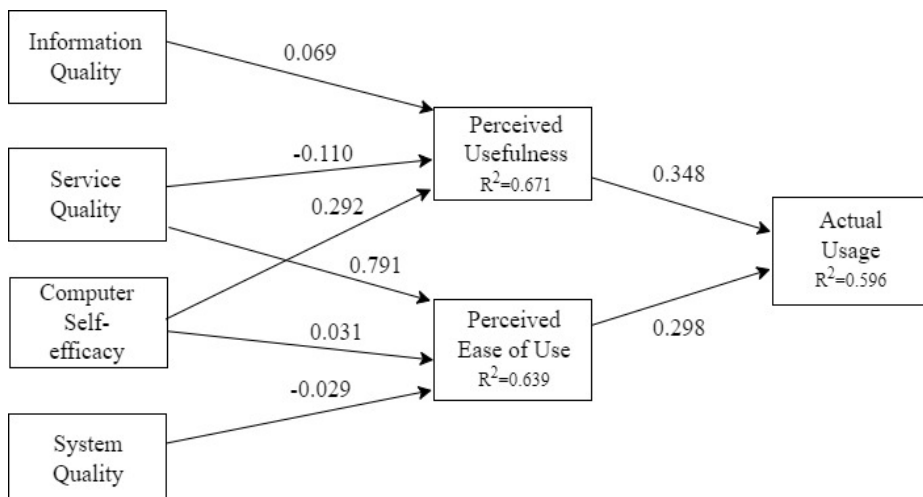 Information
Quality
0.069
Perceived
Usefulness
R²=0.671
-0.110
Service
Quality
0.292
0.348
Actual
Usage
R²=0.596
0.791
Computer
Self-
efficacy
Perceived
Ease of Use
R²=0.639
0.031
0.298
-0.029
System
Quality